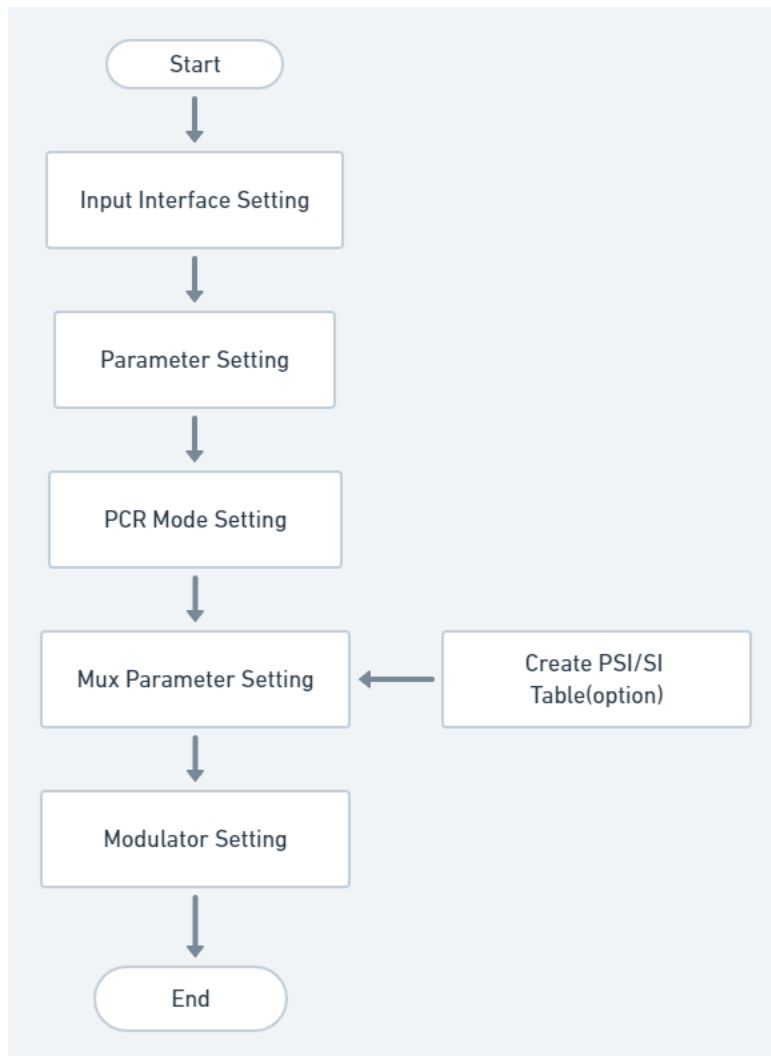 Start
Input Interface Setting
Parameter Setting
PCR Mode Setting
Mux Parameter Setting
Create PSI/SI
Table(option)
Modulator Setting
End